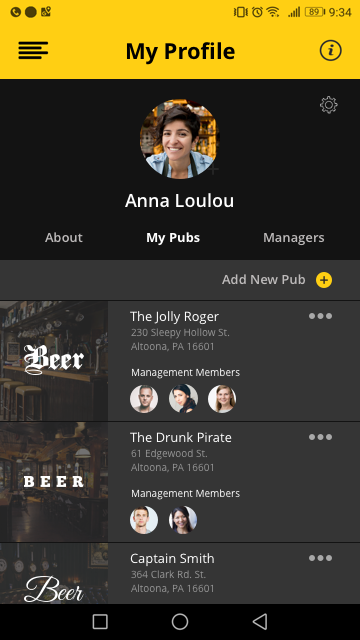 89 9:34
My Profile
Anna Loulou
About My Pubs Managers
Add New Pub
The Jolly Roger
230 Sleepy Hollow St.
Altoona, PA 16601
Beer
Management Members
The Drunk Pirate
61 Edgewood St.
Altoona, PA 16601
BEER
Management Members
Captain Smith
364 Clark Rd. St.
Altoona, PA 16601
Beer